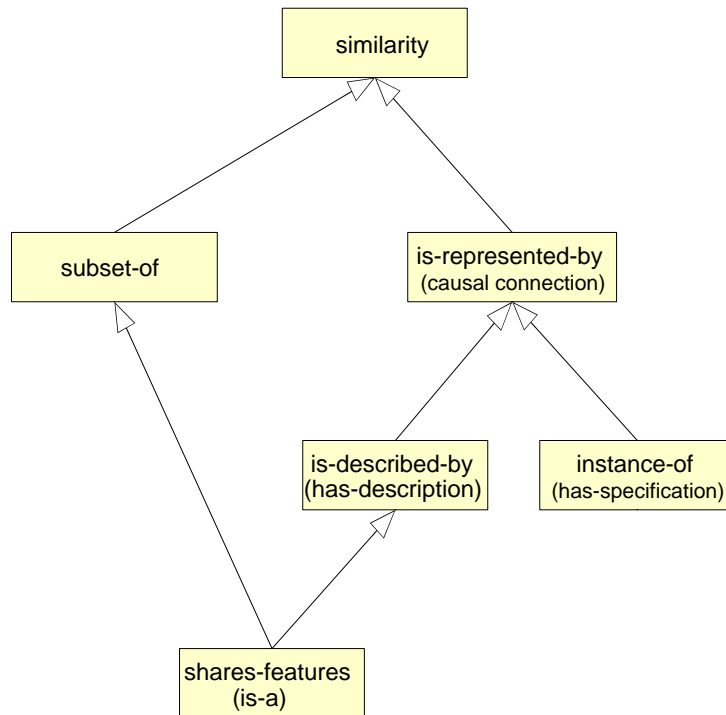 similarity
subset-of
is-represented-by
(causal connection)
is-described-by
(has-description)
instance-of
(has-specification)
shares-features
(is-a)